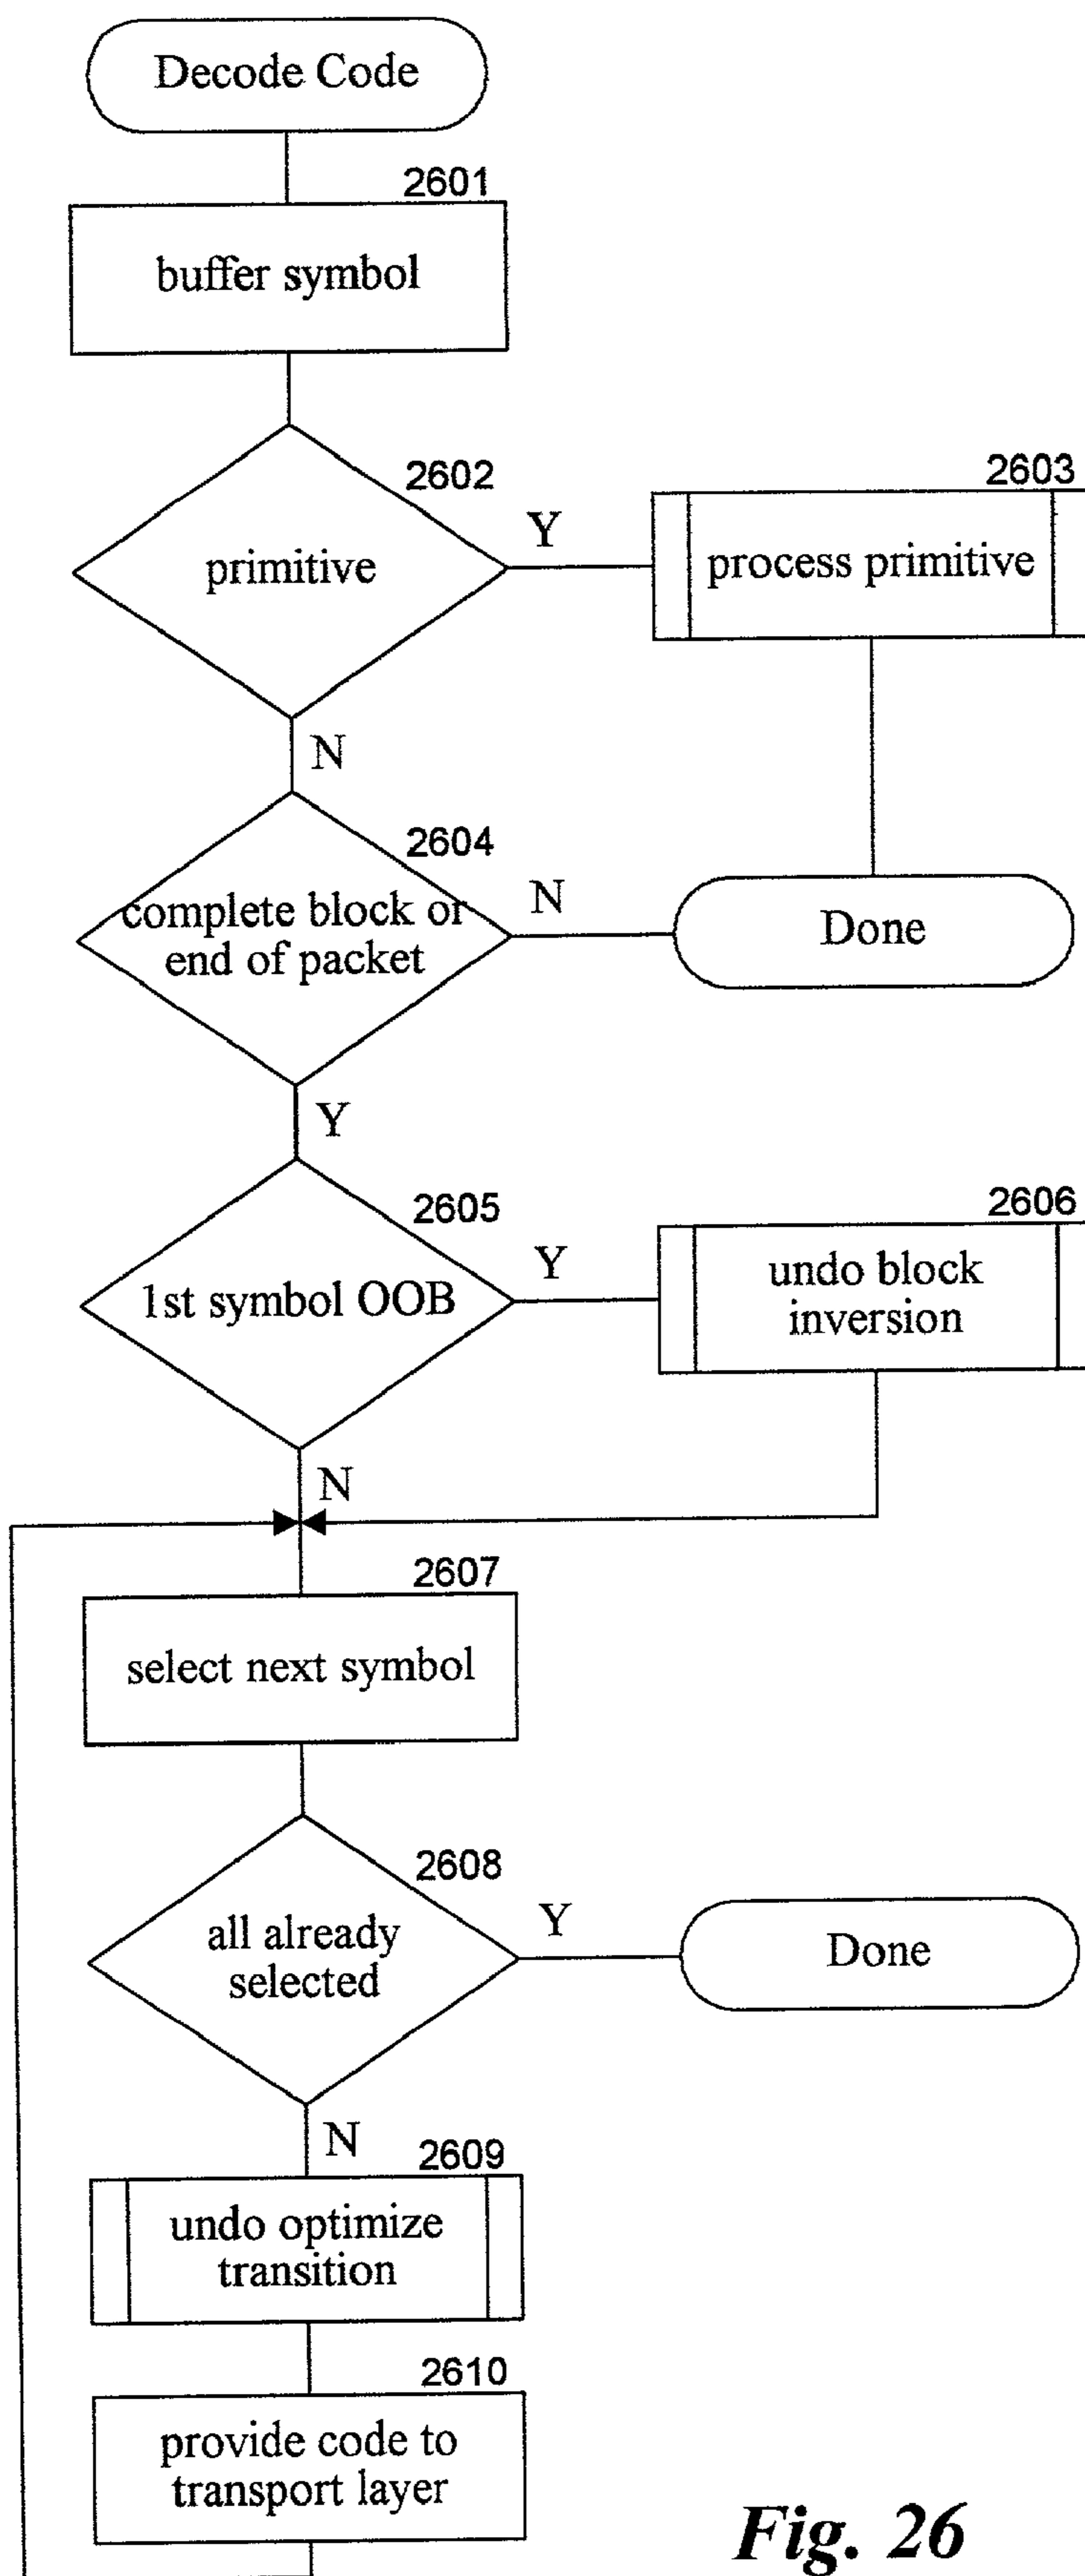 Decode Code
2601
buffer symbol
2602
primitive
Y
2603
process primitive
N
2604
complete block or
end of packet
N
Done
Y
2605
1st symbol OOB
Y
2606
undo block
inversion
N
2607
select next symbol
2608
all already
selected
Y
Done
N
2609
undo optimize
transition
2610
provide code to
transport layer
Fig. 26